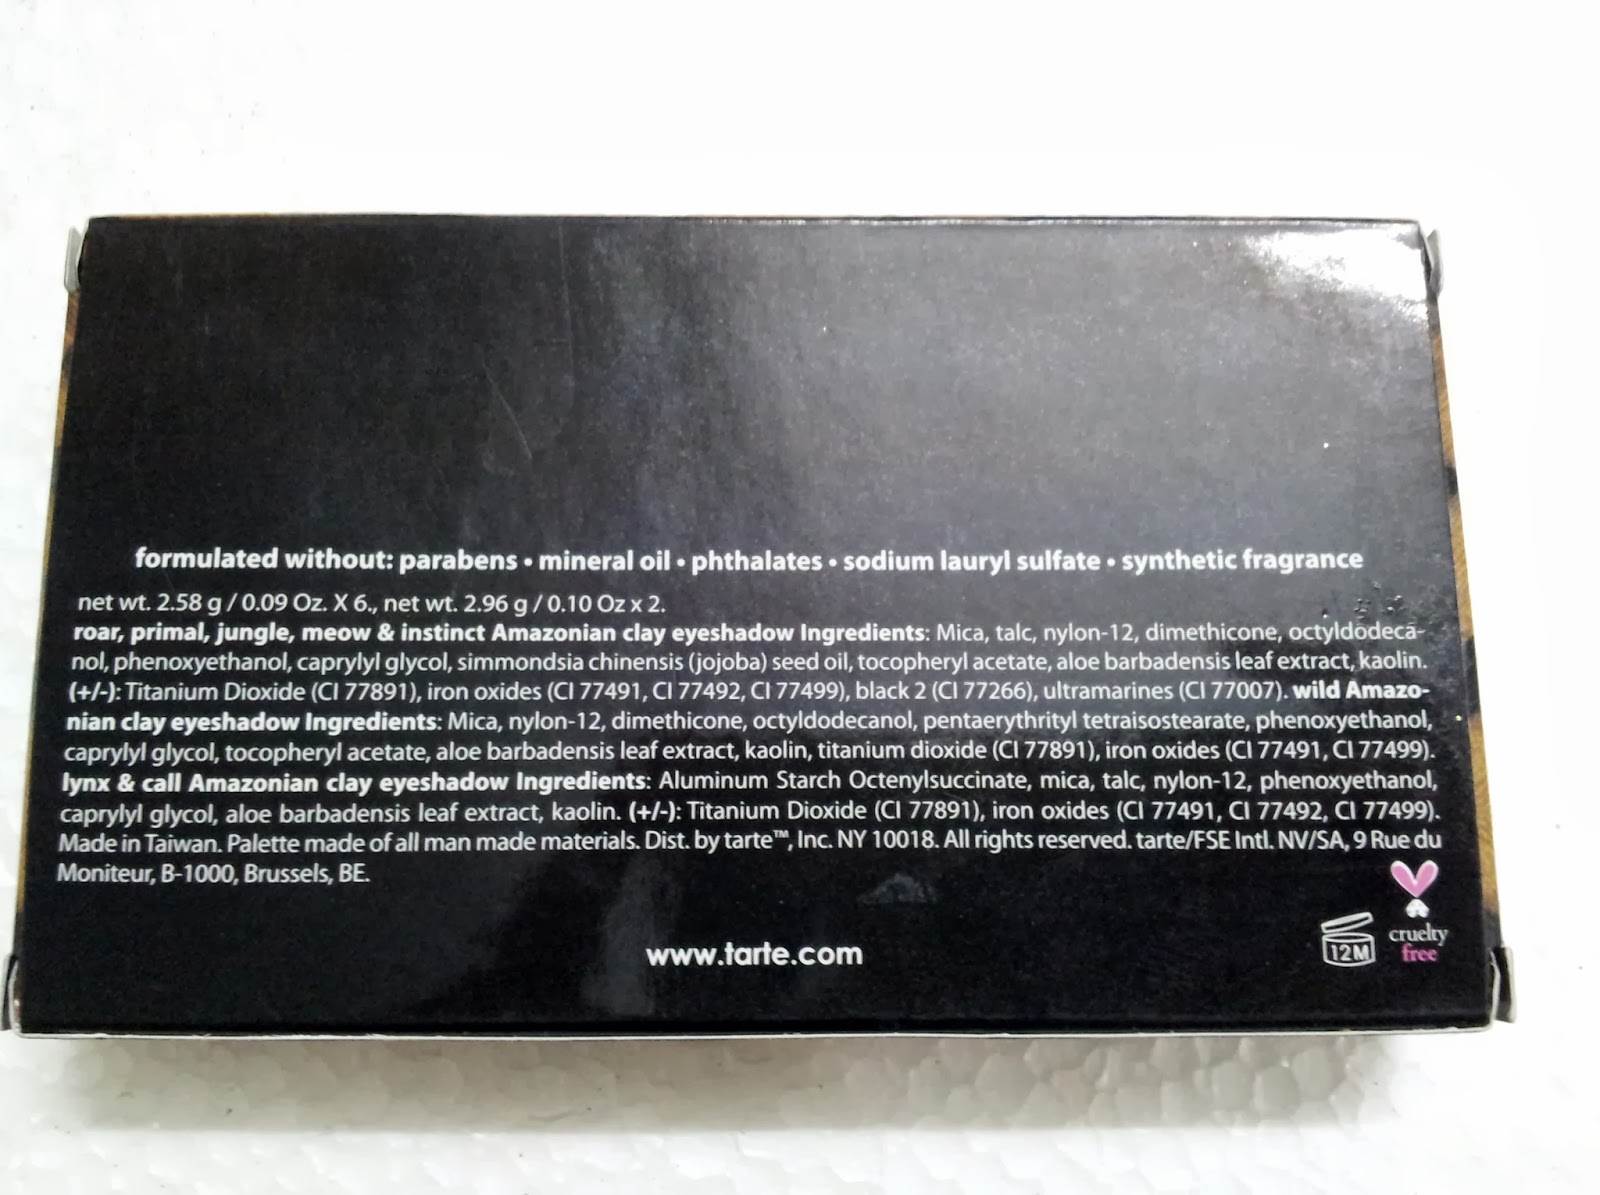 formulated without: parabens • mineral oil • phthalates • sodium lauryl sulfate • synthetic fragrance
net wt. 2.58 g / 0.09 Oz. X 6., net wt. 2.96 g / 0.10 Oz x 2.
roar, primal, jungle, meow & instinct Amazonian clay eyeshadow Ingredients: Mica, talc, nylon-12, dimethicone, octyldodeca-
nol, phenoxyethanol, caprylyl glycol, simmondsia chinensis (jojoba) seed oil, tocopheryl acetate, aloe barbadensis leaf extract, kaolin.
(+/-): Titanium Dioxide (CI 77891), iron oxides (CI 77491, CI 77492, CI 77499), black 2 (CI 77266), ultramarines (CI 77007). wild Amazo-
nian clay eyeshadow Ingredients: Mica, nylon-12, dimethicone, octyldodecanol, pentaerythrityl tetraisostearate, phenoxyethanol,
caprylyl glycol, tocopheryl acetate, aloe barbadensis leaf extract, kaolin, titanium dioxide (CI 77891), iron oxides (CI 77491, CI 77499).
lynx & call Amazonian clay eyeshadow Ingredients: Aluminum Starch Octenylsuccinate, mica, talc, nylon-12, phenoxyethanol,
caprylyl glycol, aloe barbadensis leaf extract, kaolin. (+/-): Titanium Dioxide (CI 77891), iron oxides (CI 77491, CI 77492, CI 77499).
Made in Taiwan. Palette made of all man made materials. Dist. by tarte™, Inc. NY 10018. All rights reserved. tarte/FSE Intl. NV/SA, 9 Rue du
Moniteur, B-1000, Brussels, BE.
www.tarte.com
12M
cruelty
free